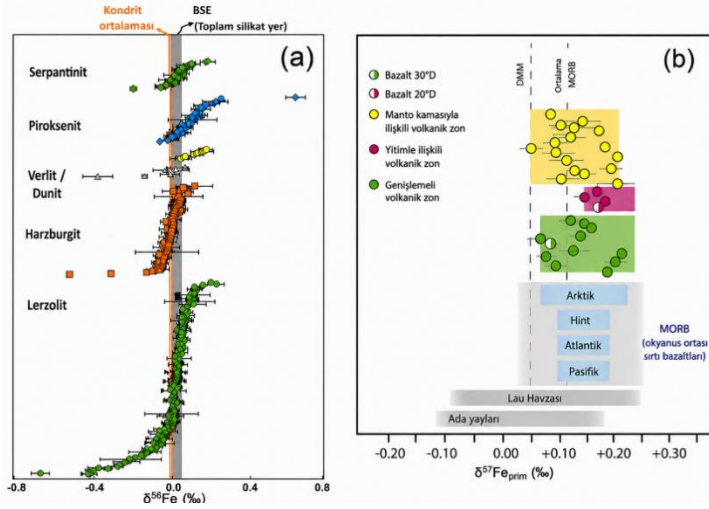 Kondrit
ortalaması
BSE
(Toplam silikat yer)
(a)
Serpantinit
Piroksenit
Verlit /
Dunit
Harzburgit
Lerzolit
-0.8
-0.4
0.0
0.4
0.8
δ⁵⁶Fe (‰)
(b)
DMM
Ortalama
MORB
Bazalt 30°D
Bazalt 20°D
Manto kamasıyla
ilişkili volkanik zon
Yitimle ilişkili
volkanik zon
Genişlemeli
volkanik zon
Arktik
Hint
Atlantik
Pasifik
MORB
(okyanus ortası
sırtı bazaltları)
Lau Havzası
Ada yayları
-0.20
-0.10
0.00
+0.10
+0.20
+0.30
δ⁵⁷Feprim (‰)